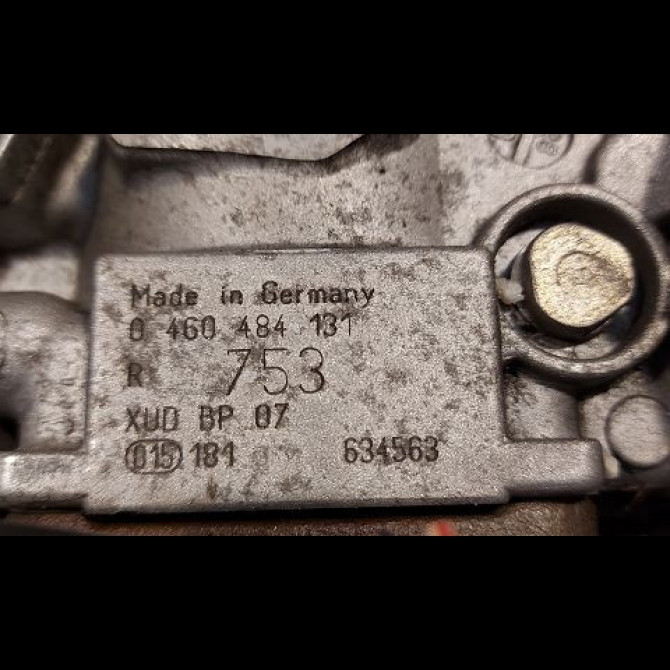 Made in Germany
0 460 484 131
R 753
XUD BP 07
015 181 634563